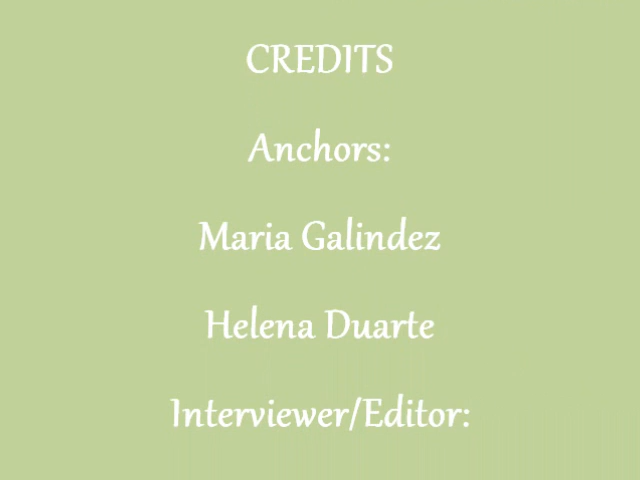 CREDITS
Anchors:
Maria Galindez
Helena Duarte
Interviewer/Editor: